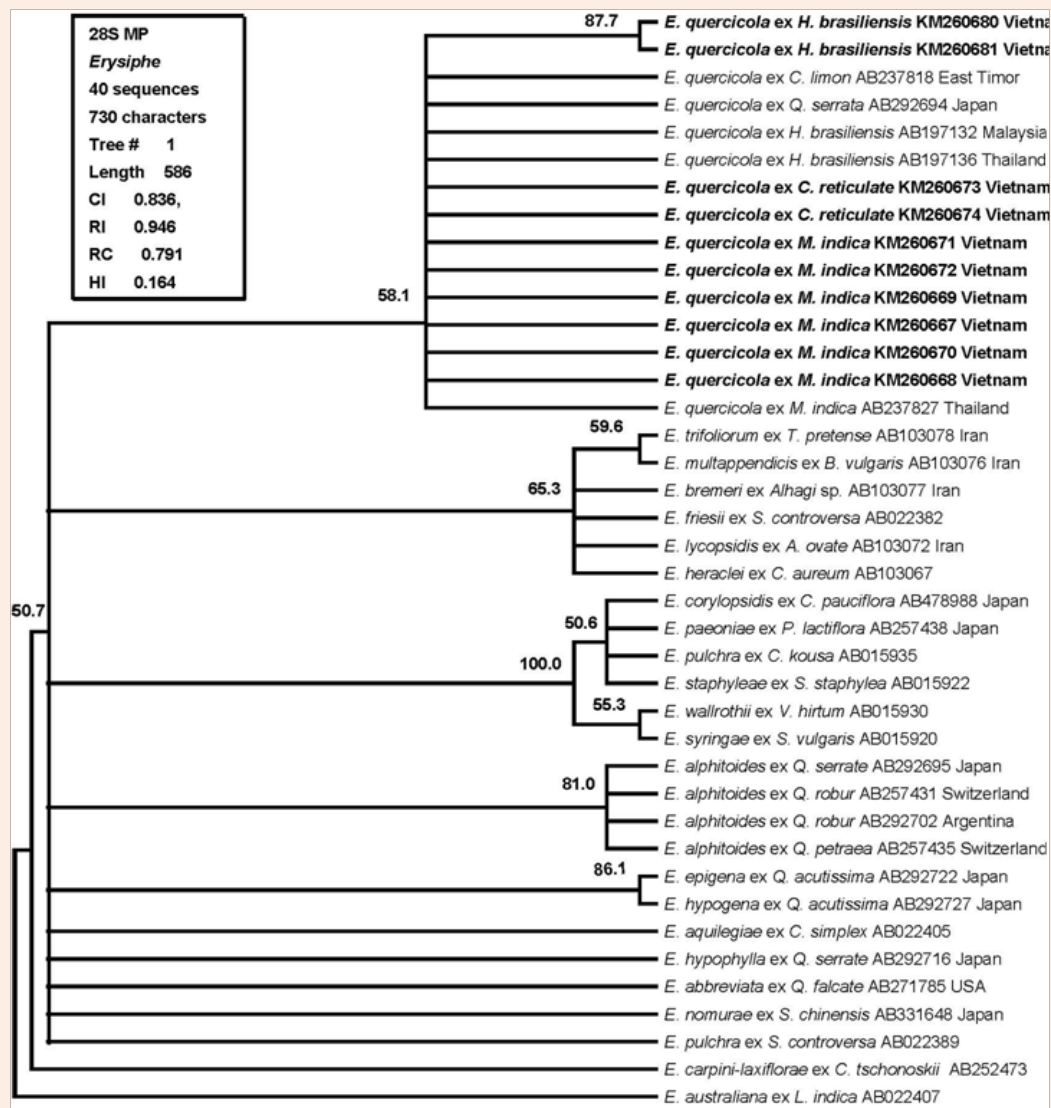 28S MP
Erysiphe
40 sequences
730 characters
Tree # 1
Length 586
CI 0.836,
RI 0.946
RC 0.791
HI 0.164
87.7
E. quercicola ex H. brasiliensis KM260680 Vietna
E. quercicola ex H. brasiliensis KM260681 Vietna
E. quercicola ex C. limon AB237818 East Timor
E. quercicola ex Q. serrata AB292694 Japan
E. quercicola ex H. brasiliensis AB197132 Malaysia
E. quercicola ex H. brasiliensis AB197136 Thailand
E. quercicola ex C. reticulate KM260673 Vietnam
E. quercicola ex C. reticulate KM260674 Vietnam
E. quercicola ex M. indica KM260671 Vietnam
E. quercicola ex M. indica KM260672 Vietnam
58.1
E. quercicola ex M. indica KM260669 Vietnam
E. quercicola ex M. indica KM260667 Vietnam
E. quercicola ex M. indica KM260670 Vietnam
E. quercicola ex M. indica KM260668 Vietnam
E. quercicola ex M. indica AB237827 Thailand
59.6
E. trifoliorum ex T. pretense AB103078 Iran
E. multappendicis ex B. vulgaris AB103076 Iran
65.3
E. bremeri ex Alhagi sp. AB103077 Iran
E. friesii ex S. controversa AB022382
E. lycopsidis ex A. ovate AB103072 Iran
E. heraclei ex C. aureum AB103067
50.7
E. corylopsidis ex C. pauciflora AB478988 Japan
50.6
E. paeoniae ex P. lactiflora AB257438 Japan
E. pulchra ex C. kousa AB015935
100.0
E. staphyleae ex S. staphylea AB015922
55.3
E. wallrothii ex V. hirtum AB015930
E. syringae ex S. vulgaris AB015920
E. alphitoides ex Q. serrate AB292695 Japan
81.0
E. alphitoides ex Q. robur AB257431 Switzerland
E. alphitoides ex Q. robur AB292702 Argentina
E. alphitoides ex Q. petraea AB257435 Switzerland
86.1
E. epigena ex Q. acutissima AB292722 Japan
E. hypogena ex Q. acutissima AB292727 Japan
E. aquilegiae ex C. simplex AB022405
E. hypophylla ex Q. serrate AB292716 Japan
E. abbreviata ex Q. falcate AB271785 USA
E. nomurae ex S. chinensis AB331648 Japan
E. pulchra ex S. controversa AB022389
E. carpini-laxiflorae ex C. tschonoskii AB252473
E. australiana ex L. indica AB022407